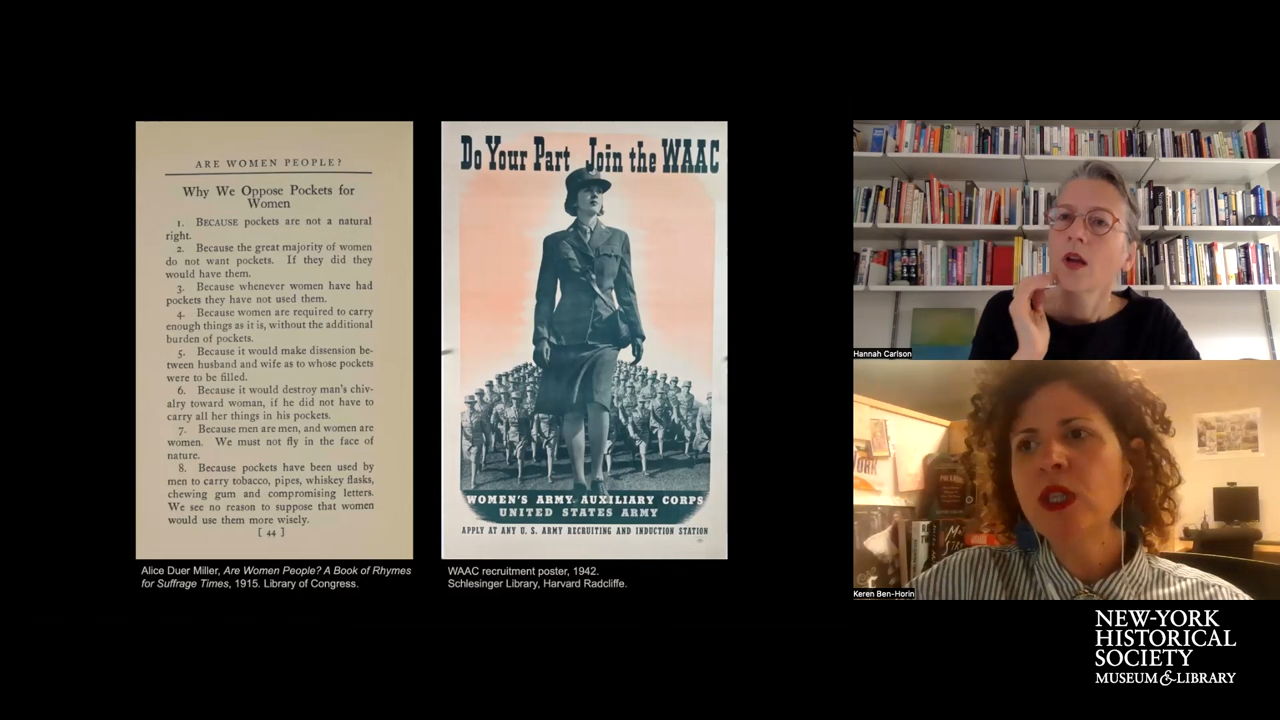 ARE WOMEN PEOPLE?
Why We Oppose Pockets for
Women
1. BECAUSE pockets are not a natural
right.
2. Because the great majority of women
do not want pockets. If they did they
would have them.
3. Because whenever women have had
pockets they have not used them.
4. Because women are required to carry
enough things as it is, without the additional
burden of pockets.
5. Because it would make dissension be-
tween husband and wife as to whose pockets
were to be filled.
6. Because it would destroy man's chiv-
alry toward woman, if he did not have to
carry all her things in his pockets.
7. Because men are men, and women are
women. We must not fly in the face of
nature.
8. Because pockets have been used by
men to carry tobacco, pipes, whiskey flasks,
chewing gum and compromising letters.
We see no reason to suppose that women
would use them more wisely.
[ 44 ]
Alice Duer Miller, Are Women People? A Book of Rhymes
for Suffrage Times, 1915. Library of Congress.
Do Your Part Join the WAAC
WOMEN'S ARMY AUXILIARY CORPS
UNITED STATES ARMY
APPLY AT ANY U. S. ARMY RECRUITING AND INDUCTION STATION
WAAC recruitment poster, 1942.
Schlesinger Library, Harvard Radcliffe.
Hannah Carlson
Keren Ben-Horin
NEW-YORK
HISTORICAL
SOCIETY
MUSEUM & LIBRARY